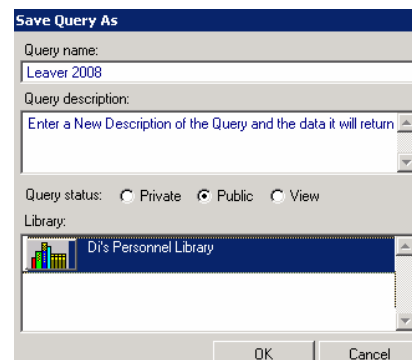 Save Query As
Query name:
Leaver 2008
Query description:
Enter a New Description of the Query and the data it will return
Query status: Private Public View
Library:
Di's Personnel Library
OK Cancel